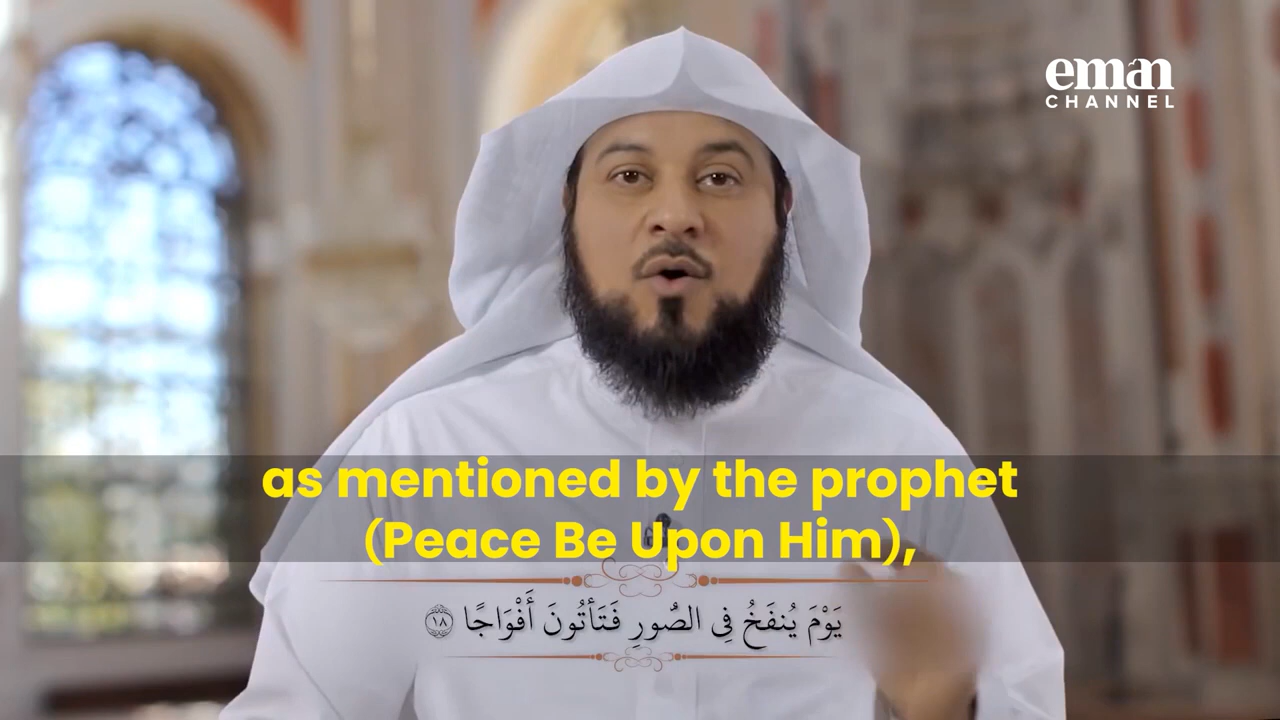 eman
CHANNEL
as mentioned by the prophet
(Peace Be Upon Him),
يَوْمَ يُنفَخُ فِى الصُّورِ فَتَأْتُونَ أَفْوَاجًا ١٨